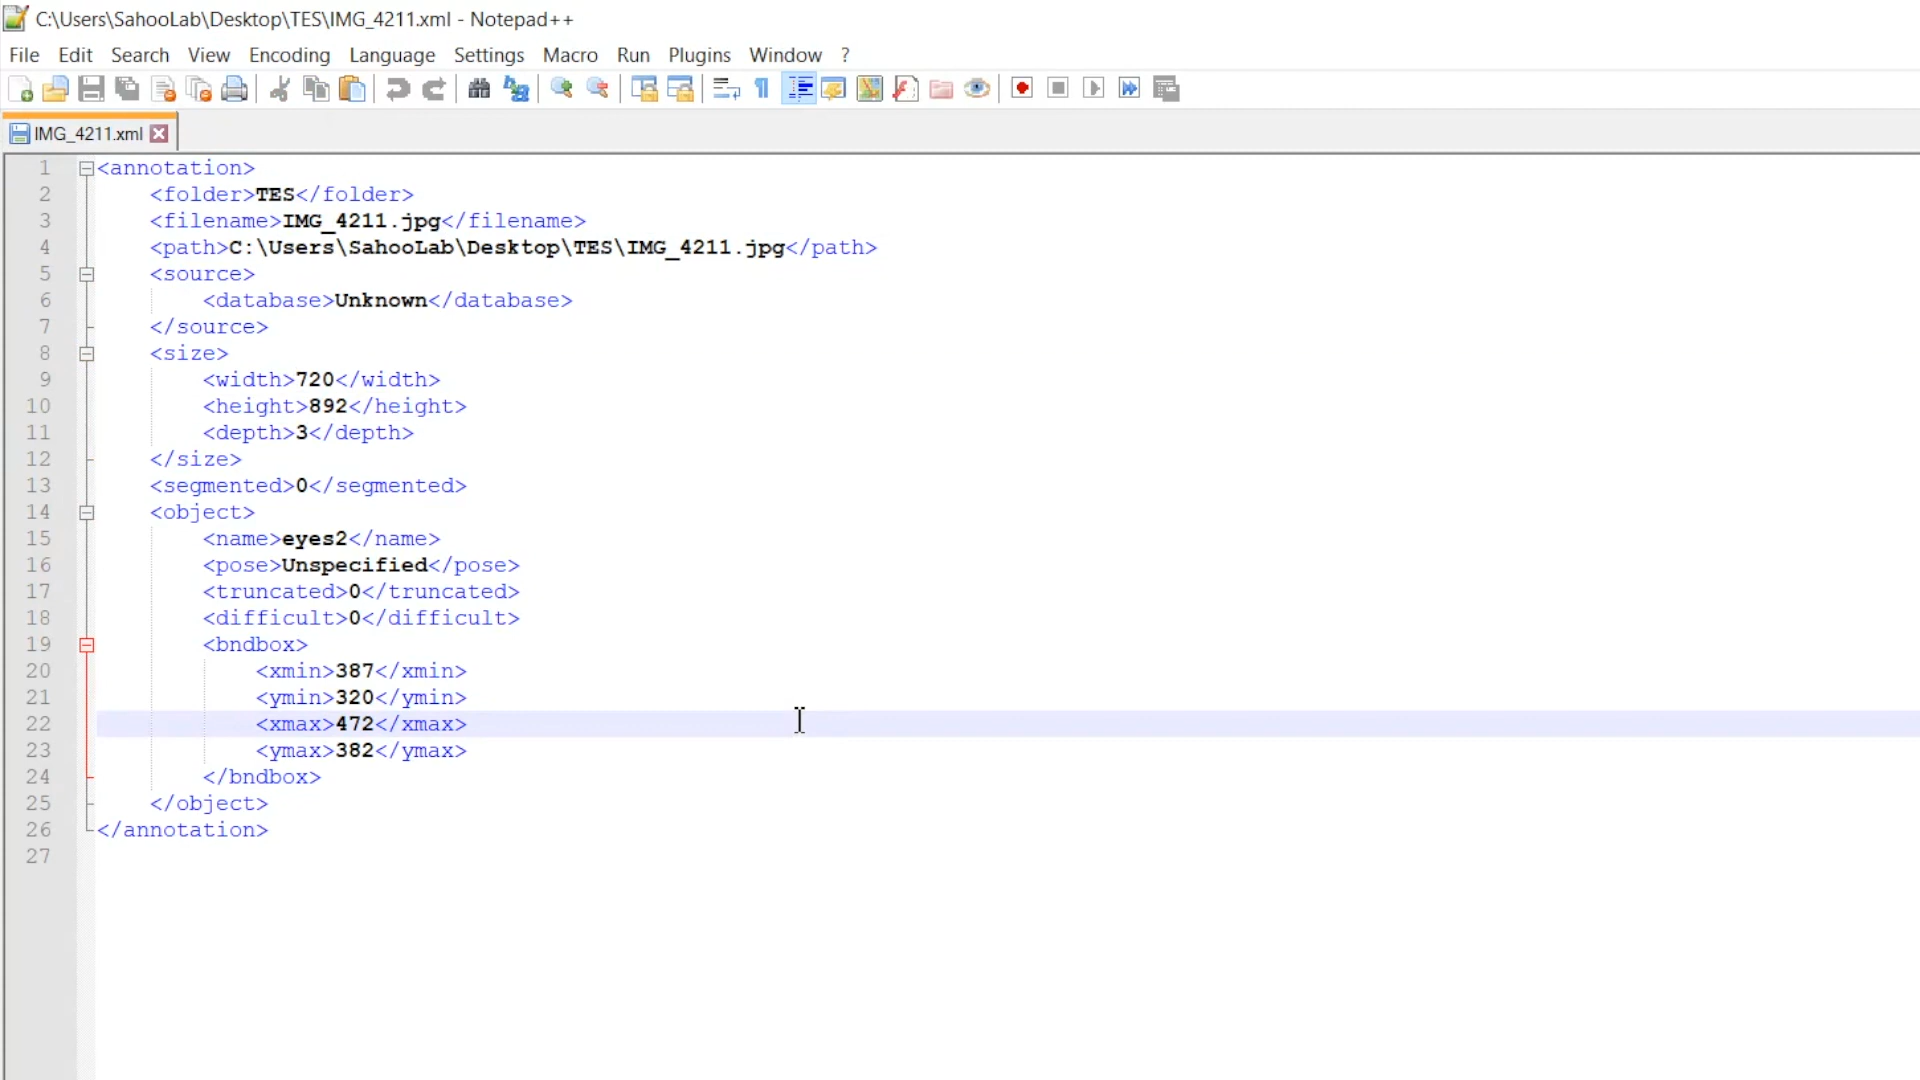 C:\Users\SahooLab\Desktop\TES\IMG_4211.xml - Notepad++
File Edit Search View Encoding Language Settings Macro Run Plugins Window ?
IMG_4211.xml
1 <annotation>
2 <folder>TES</folder>
3 <filename>IMG_4211.jpg</filename>
4 <path>C:\Users\SahooLab\Desktop\TES\IMG_4211.jpg</path>
5 <source>
6 <database>Unknown</database>
7 </source>
8 <size>
9 <width>720</width>
10 <height>892</height>
11 <depth>3</depth>
12 </size>
13 <segmented>0</segmented>
14 <object>
15 <name>eyes2</name>
16 <pose>Unspecified</pose>
17 <truncated>0</truncated>
18 <difficult>0</difficult>
19 <bndbox>
20 <xmin>387</xmin>
21 <ymin>320</ymin>
22 <xmax>472</xmax>
23 <ymax>382</ymax>
24 </bndbox>
25 </object>
26 </annotation>
27